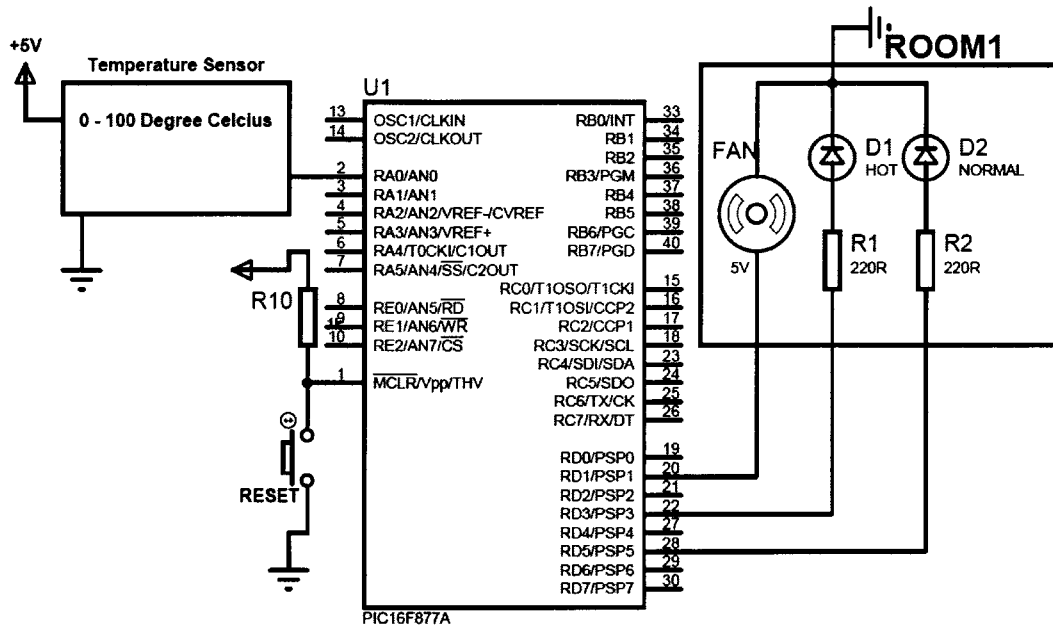 +5V
Temperature Sensor
0 - 100 Degree Celcius
U1
13 OSC1/CLKIN
14 OSC2/CLKOUT
2 RA0/AN0
3 RA1/AN1
4 RA2/AN2/VREF-/CVREF
5 RA3/AN3/VREF+
6 RA4/T0CKI/C1OUT
7 RA5/AN4/SS/C2OUT
8 RE0/AN5/RD
9 RE1/AN6/WR
10 RE2/AN7/CS
1 MCLR/Vpp/THV
RB0/INT 33
RB1 34
RB2 35
RB3/PGM 36
RB4 37
RB5 38
RB6/PGC 39
RB7/PGD 40
RC0/T1OSO/T1CKI 15
RC1/T1OSI/CCP2 16
RC2/CCP1 17
RC3/SCK/SCL 18
RC4/SDI/SDA 23
RC5/SDO 24
RC6/TX/CK 25
RC7/RX/DT 26
RD0/PSP0 19
RD1/PSP1 20
RD2/PSP2 21
RD3/PSP3 22
RD4/PSP4 27
RD5/PSP5 28
RD6/PSP6 29
RD7/PSP7 30
PIC16F877A
R10
RESET
ROOM1
FAN
5V
D1
HOT
D2
NORMAL
R1
220R
R2
220R